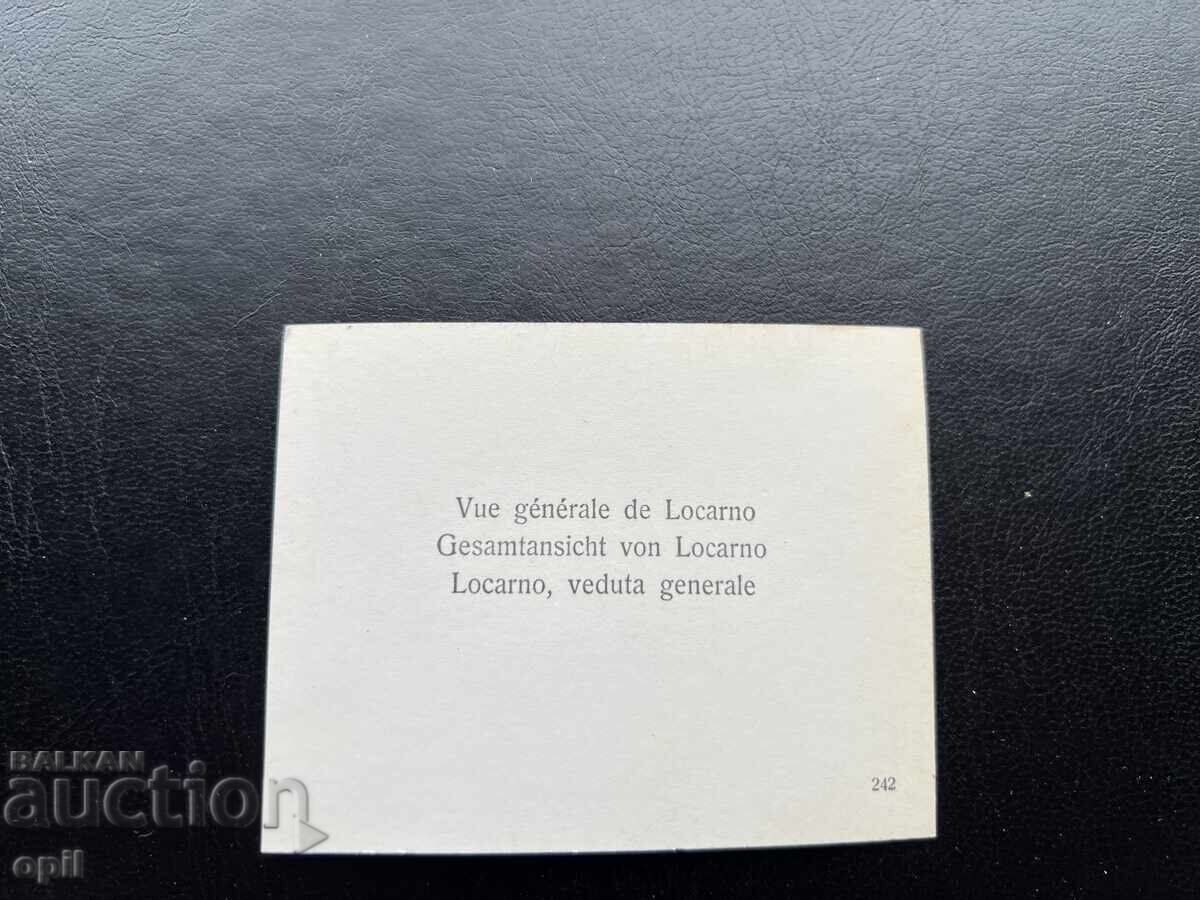 Vue générale de Locarno
Gesamtansicht von Locarno
Locarno, veduta generale
242
BALKAN
auction
opil